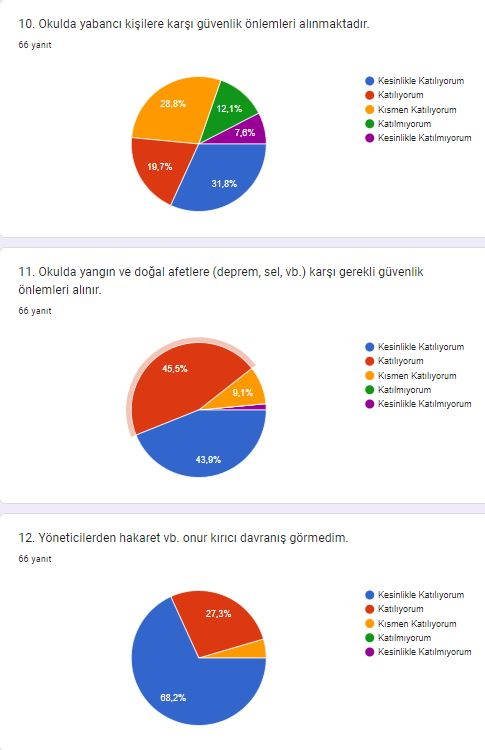 10. Okulda yabancı kişilere karşı güvenlik önlemleri alınmaktadır.
66 yanıt
Kesinlikle Katılıyorum
Katılıyorum
Kısmen Katılıyorum
Katılmıyorum
Kesinlikle Katılmıyorum
28,8%
12,1%
7,6%
19,7%
31,8%
11. Okulda yangın ve doğal afetlere (deprem, sel, vb.) karşı gerekli güvenlik
önlemleri alınır.
66 yanıt
Kesinlikle Katılıyorum
Katılıyorum
Kısmen Katılıyorum
Katılmıyorum
Kesinlikle Katılmıyorum
45,5%
9,1%
43,9%
12. Yöneticilerden hakaret vb. onur kırıcı davranış görmedim.
66 yanıt
Kesinlikle Katılıyorum
Katılıyorum
Kısmen Katılıyorum
Katılmıyorum
Kesinlikle Katılmıyorum
27,3%
68,2%